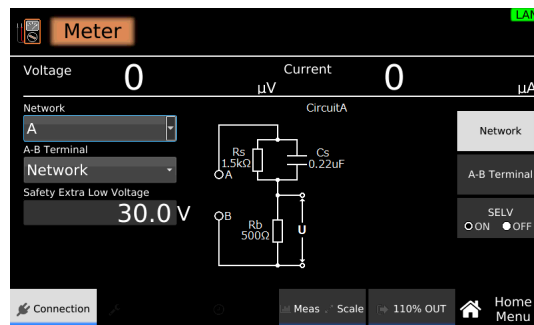 LAN
Meter
Voltage 0 µV Current 0 µA
Network
A
A-B Terminal
Network
Safety Extra Low Voltage
30.0 V
CircuitA
Rs
1.5kΩ
Cs
0.22uF
A
B
Rb
500Ω
U
Network
A-B Terminal
SELV
ON OFF
Connection
Meas Scale
110% OUT
Home
Menu